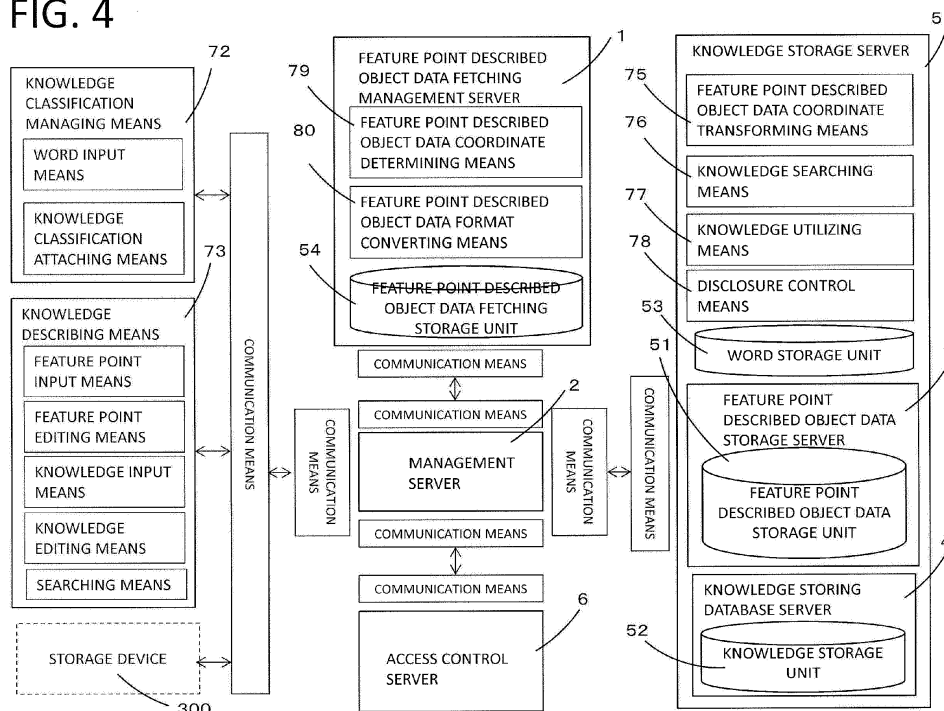 FIG. 4
72
KNOWLEDGE
CLASSIFICATION
MANAGING MEANS
WORD INPUT
MEANS
KNOWLEDGE
CLASSIFICATION
ATTACHING MEANS
73
KNOWLEDGE
DESCRIBING MEANS
FEATURE POINT
INPUT MEANS
FEATURE POINT
EDITING MEANS
KNOWLEDGE INPUT
MEANS
KNOWLEDGE
EDITING MEANS
SEARCHING MEANS
STORAGE DEVICE
300
COMMUNICATION MEANS
COMMUNICATION
MEANS
1
FEATURE POINT DESCRIBED
OBJECT DATA FETCHING
MANAGEMENT SERVER
79
FEATURE POINT DESCRIBED
OBJECT DATA COORDINATE
DETERMINING MEANS
80
FEATURE POINT DESCRIBED
OBJECT DATA FORMAT
CONVERTING MEANS
54
FEATURE POINT DESCRIBED
OBJECT DATA FETCHING
STORAGE UNIT
COMMUNICATION MEANS
COMMUNICATION MEANS
2
MANAGEMENT
SERVER
COMMUNICATION MEANS
COMMUNICATION MEANS
6
ACCESS CONTROL
SERVER
COMMUNICATION
MEANS
COMMUNICATION MEANS
5
KNOWLEDGE STORAGE SERVER
75
FEATURE POINT DESCRIBED
OBJECT DATA COORDINATE
TRANSFORMING MEANS
76
KNOWLEDGE SEARCHING
MEANS
77
KNOWLEDGE UTILIZING
MEANS
78
DISCLOSURE CONTROL
MEANS
53
WORD STORAGE UNIT
51
FEATURE POINT
DESCRIBED OBJECT DATA
STORAGE SERVER
FEATURE POINT
DESCRIBED OBJECT DATA
STORAGE UNIT
4
KNOWLEDGE STORING
DATABASE SERVER
52
KNOWLEDGE STORAGE
UNIT